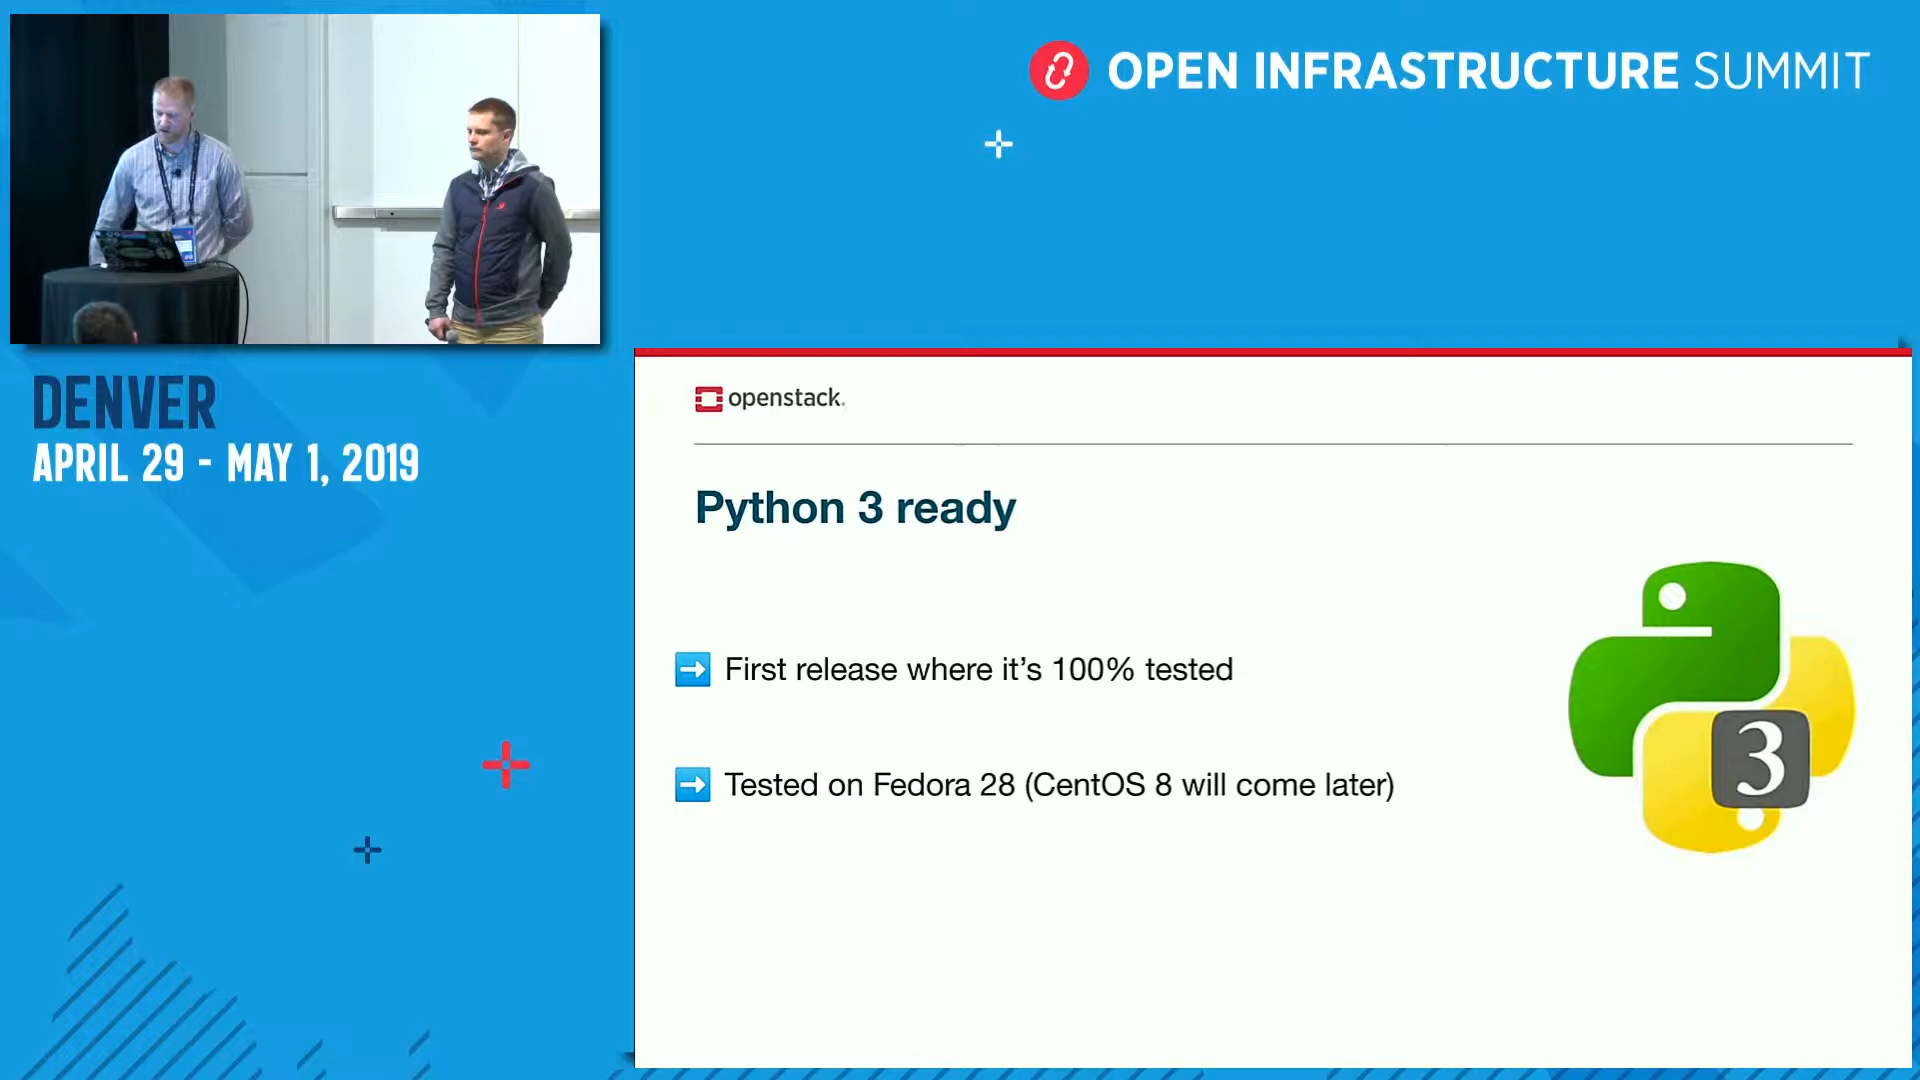 OPEN INFRASTRUCTURE SUMMIT
DENVER
APRIL 29 - MAY 1, 2019
openstack.
Python 3 ready
➡ First release where it’s 100% tested
➡ Tested on Fedora 28 (CentOS 8 will come later)
3